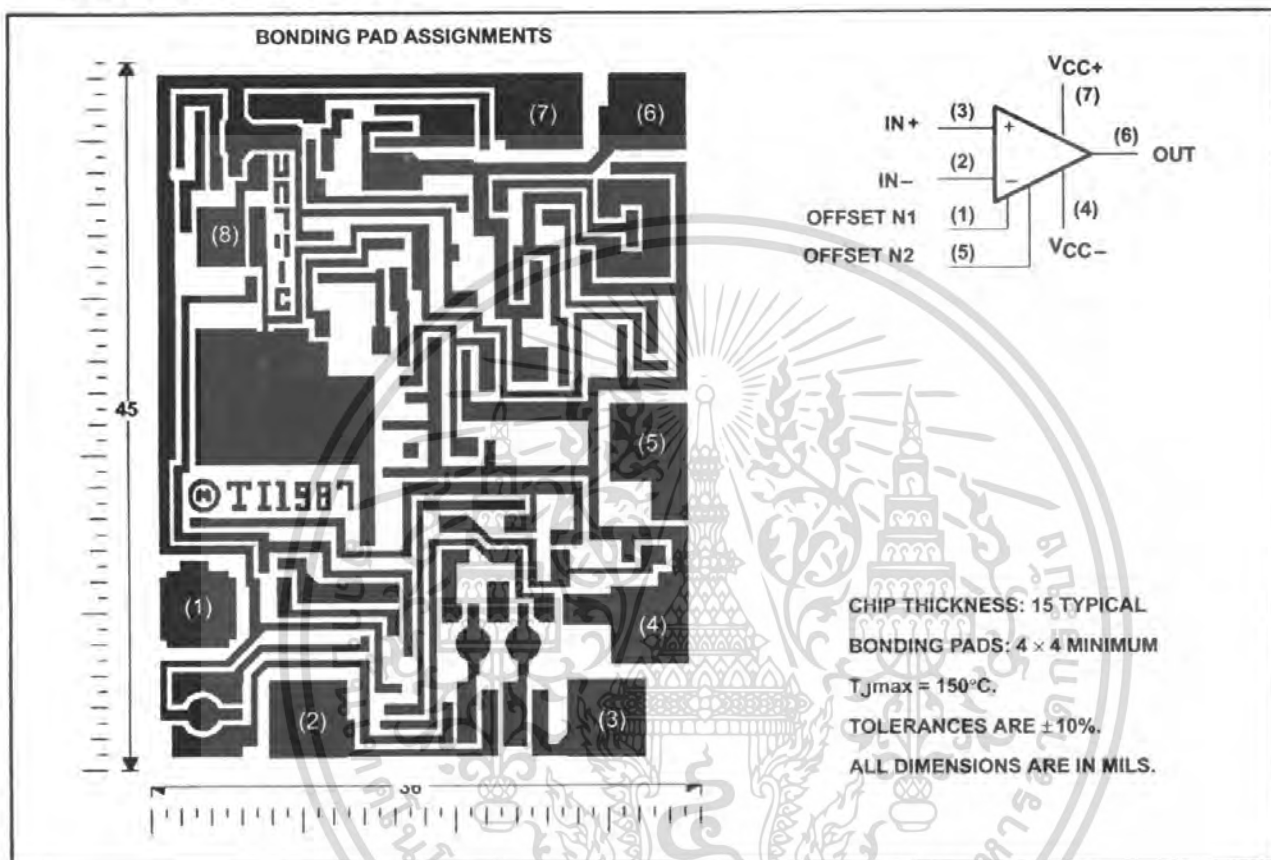 BONDING PAD ASSIGNMENTS
(7)
(6)
(8)
45
(5)
Ⓜ TI1987
(1)
(4)
(2)
(3)
36
VCC+
(7)
IN+
(3)
+
(6)
OUT
IN−
(2)
−
OFFSET N1
(1)
(4)
OFFSET N2
(5)
VCC−
CHIP THICKNESS: 15 TYPICAL
BONDING PADS: 4 × 4 MINIMUM
TJmax = 150°C.
TOLERANCES ARE ±10%.
ALL DIMENSIONS ARE IN MILS.